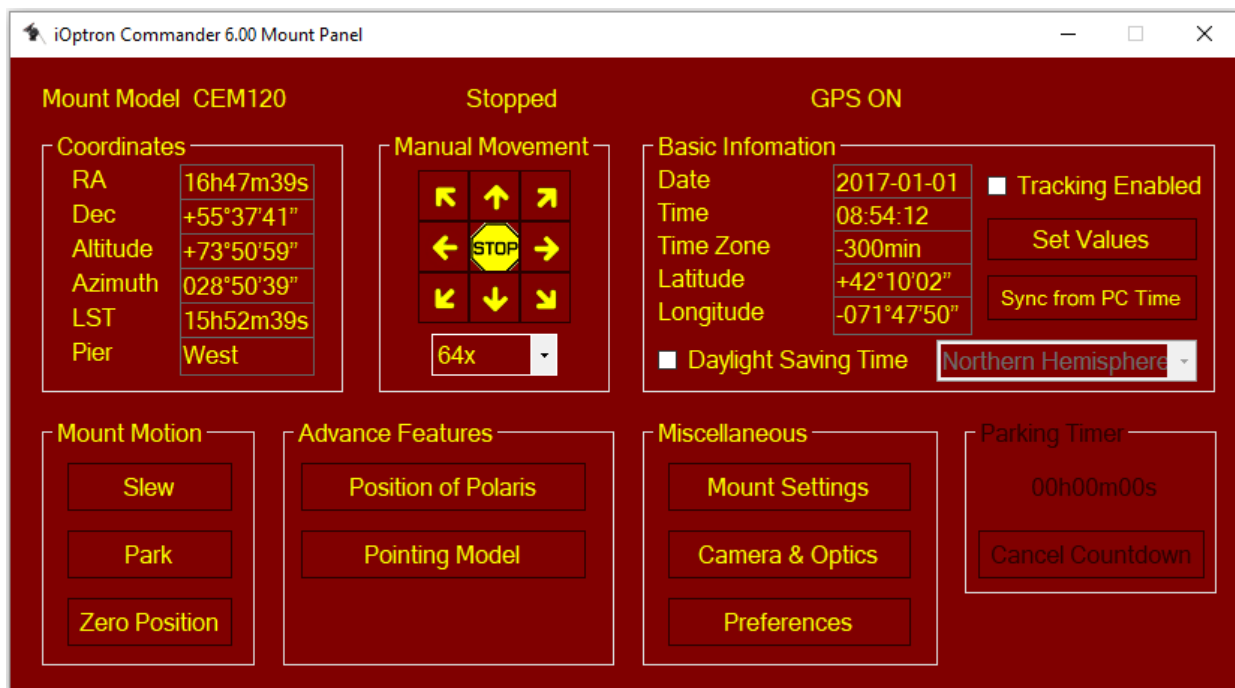 iOptron Commander 6.00 Mount Panel
Mount Model CEM120 Stopped GPS ON
Coordinates
RA 16h47m39s
Dec +55°37'41"
Altitude +73°50'59"
Azimuth 028°50'39"
LST 15h52m39s
Pier West
Manual Movement
STOP
64x
Basic Infomation
Date 2017-01-01
Time 08:54:12
Time Zone -300min
Latitude +42°10'02"
Longitude -071°47'50"
Tracking Enabled
Set Values
Sync from PC Time
Daylight Saving Time Northern Hemisphere
Mount Motion
Slew
Park
Zero Position
Advance Features
Position of Polaris
Pointing Model
Miscellaneous
Mount Settings
Camera & Optics
Preferences
Parking Timer
00h00m00s
Cancel Countdown